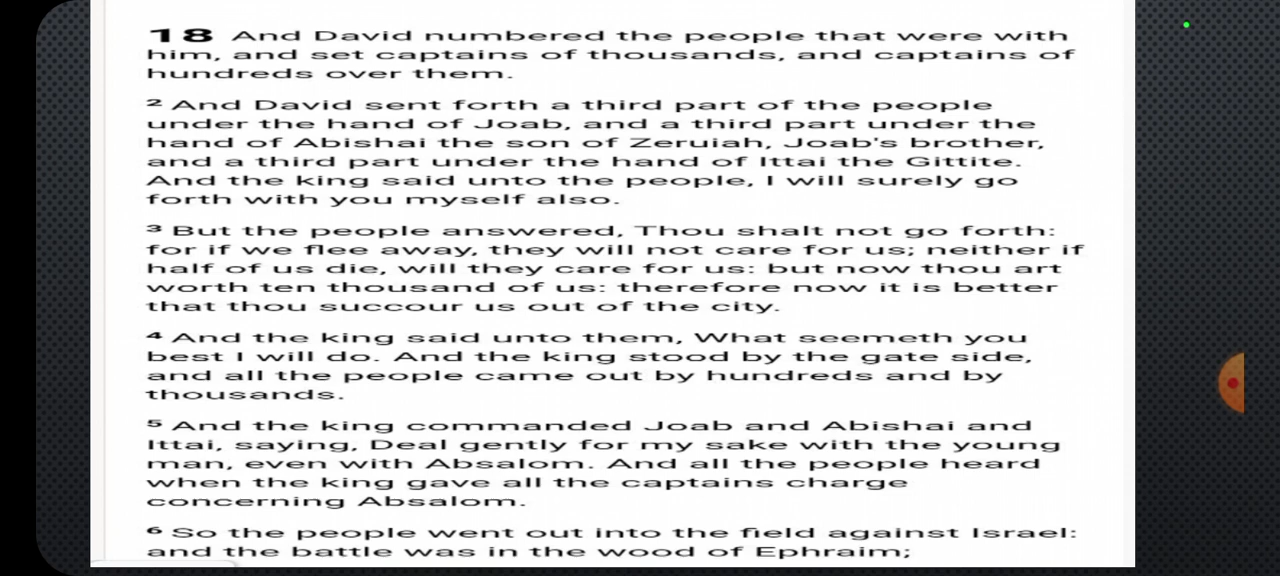 18 And David numbered the people that were with
him, and set captains of thousands, and captains of
hundreds over them.
2 And David sent forth a third part of the people
under the hand of Joab, and a third part under the
hand of Abishai the son of Zeruiah, Joab's brother,
and a third part under the hand of Ittai the Gittite.
And the king said unto the people, I will surely go
forth with you myself also.
3 But the people answered, Thou shalt not go forth:
for if we flee away, they will not care for us; neither if
half of us die, will they care for us: but now thou art
worth ten thousand of us: therefore now it is better
that thou succour us out of the city.
4 And the king said unto them, What seemeth you
best I will do. And the king stood by the gate side,
and all the people came out by hundreds and by
thousands.
5 And the king commanded Joab and Abishai and
Ittai, saying, Deal gently for my sake with the young
man, even with Absalom. And all the people heard
when the king gave all the captains charge
concerning Absalom.
6 So the people went out into the field against Israel:
and the battle was in the wood of Ephraim;